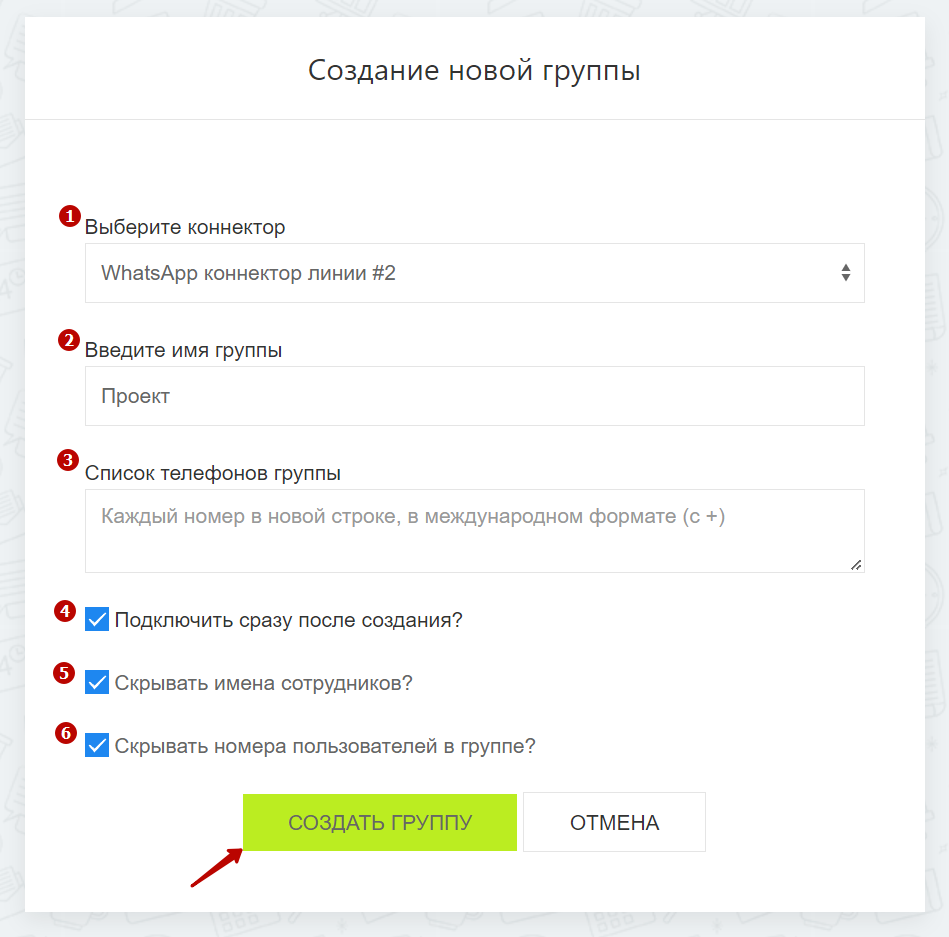 Создание новой группы
1
Выберите коннектор
WhatsApp коннектор линии #2
2
Введите имя группы
Проект
3
Список телефонов группы
Каждый номер в новой строке, в международном формате (с +)
4 Подключить сразу после создания?
5 Скрывать имена сотрудников?
6 Скрывать номера пользователей в группе?
СОЗДАТЬ ГРУППУ ОТМЕНА